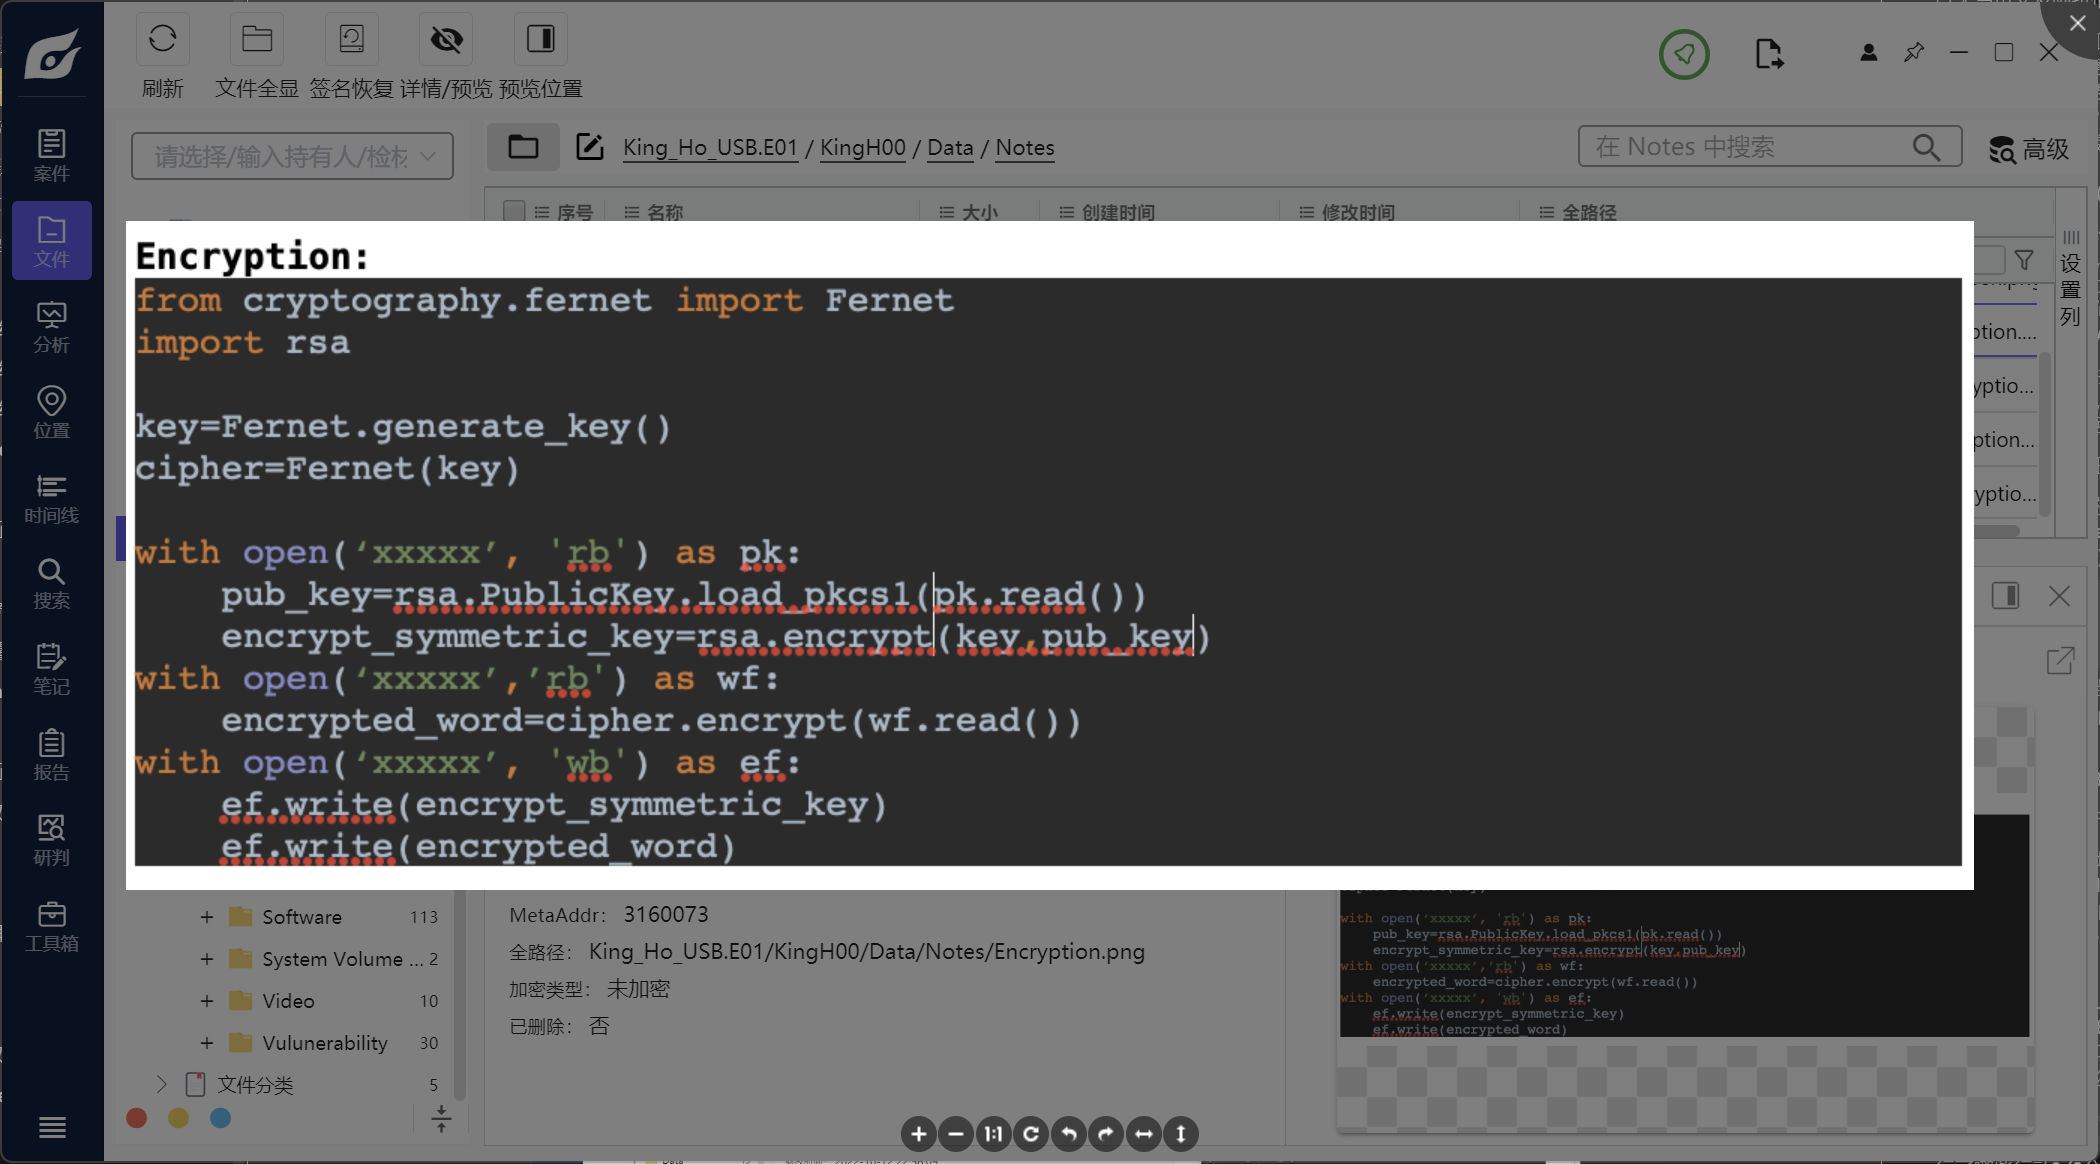 刷新
文件全显
签名恢复
详情/预览
预览位置
案件
文件
分析
位置
时间线
搜索
笔记
报告
研判
工具箱
请选择/输入持有人/检材
King_Ho_USB.E01 / KingH00 / Data / Notes
在 Notes 中搜索
高级
序号 名称 大小 创建时间 修改时间 全路径
设置列
ption....
yptio...
ption...
yptio...
Encryption:
from cryptography.fernet import Fernet
import rsa
key=Fernet.generate_key()
cipher=Fernet(key)
with open(‘xxxxx’, 'rb') as pk:
    pub_key=rsa.PublicKey.load_pkcs1(pk.read())
    encrypt_symmetric_key=rsa.encrypt(key,pub_key)
with open(‘xxxxx’,’rb') as wf:
    encrypted_word=cipher.encrypt(wf.read())
with open(‘xxxxx’, 'wb') as ef:
    ef.write(encrypt_symmetric_key)
    ef.write(encrypted_word)
+ Software 113
+ System Volume ... 2
+ Video 10
+ Vulunerability 30
文件分类 5
MetaAddr: 3160073
全路径: King_Ho_USB.E01/KingH00/Data/Notes/Encryption.png
加密类型: 未加密
已删除: 否
with open(‘xxxxx’, 'rb') as pk:
    pub_key=rsa.PublicKey.load_pkcs1(pk.read())
    encrypt_symmetric_key=rsa.encrypt(key,pub_key)
with open(‘xxxxx’,’rb') as wf:
    encrypted_word=cipher.encrypt(wf.read())
with open(‘xxxxx’, 'wb') as ef:
    ef.write(encrypt_symmetric_key)
    ef.write(encrypted_word)
1:1